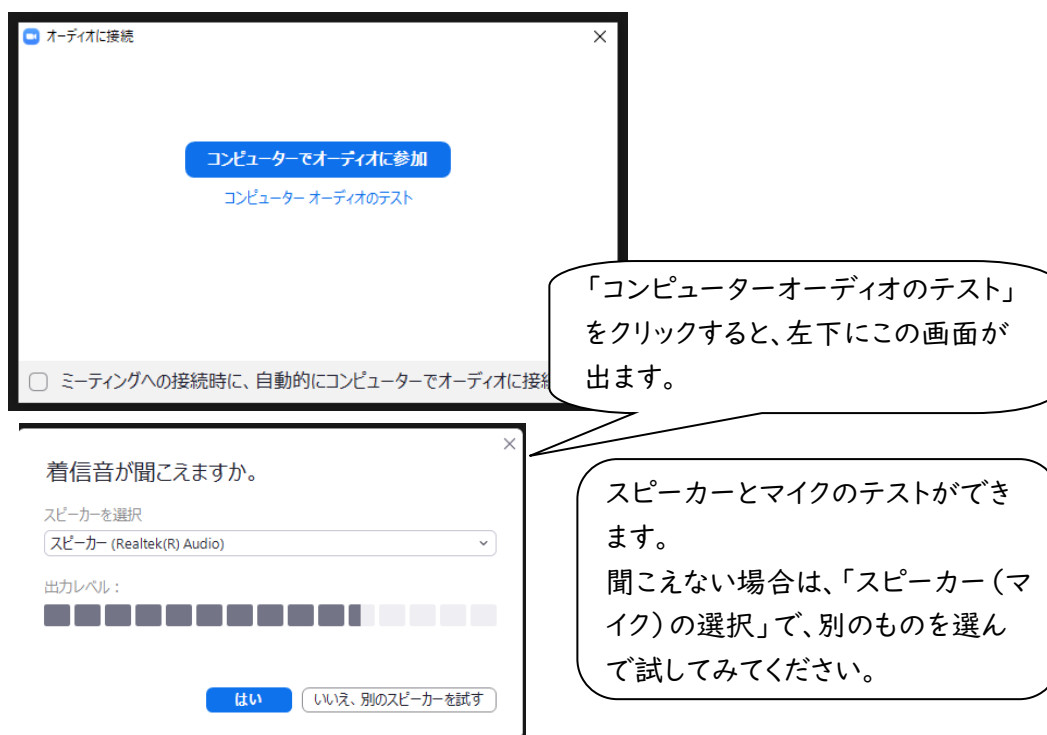 オーディオに接続
コンピューターでオーディオに参加
コンピューター オーディオのテスト
ミーティングへの接続時に、自動的にコンピューターでオーディオに接続
「コンピューターオーディオのテスト」
をクリックすると、左下にこの画面が
出ます。
着信音が聞こえますか。
スピーカーを選択
スピーカー (Realtek(R) Audio)
出力レベル：
はい
いいえ、別のスピーカーを試す
スピーカーとマイクのテストができ
ます。
聞こえない場合は、「スピーカー（マ
イク）の選択」で、別のものを選ん
で試してみてください。